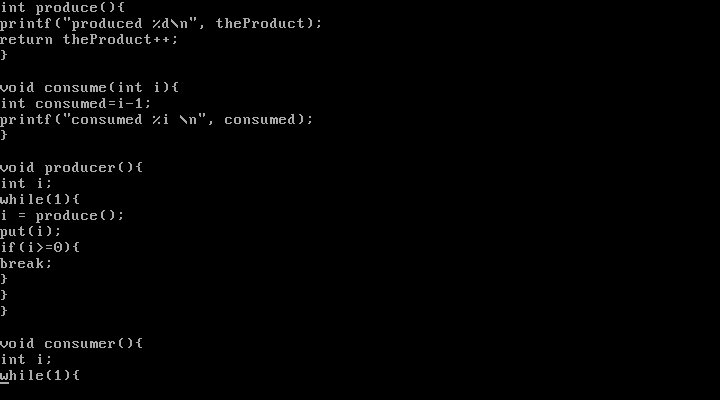 int produce(){
printf("produced %d\n", theProduct);
return theProduct++;
}
void consume(int i){
int consumed=i-1;
printf("consumed %i \n", consumed);
}
void producer(){
int i;
while(1){
i = produce();
put(i);
if(i>=0){
break;
}
}
}
void consumer(){
int i;
while(1){